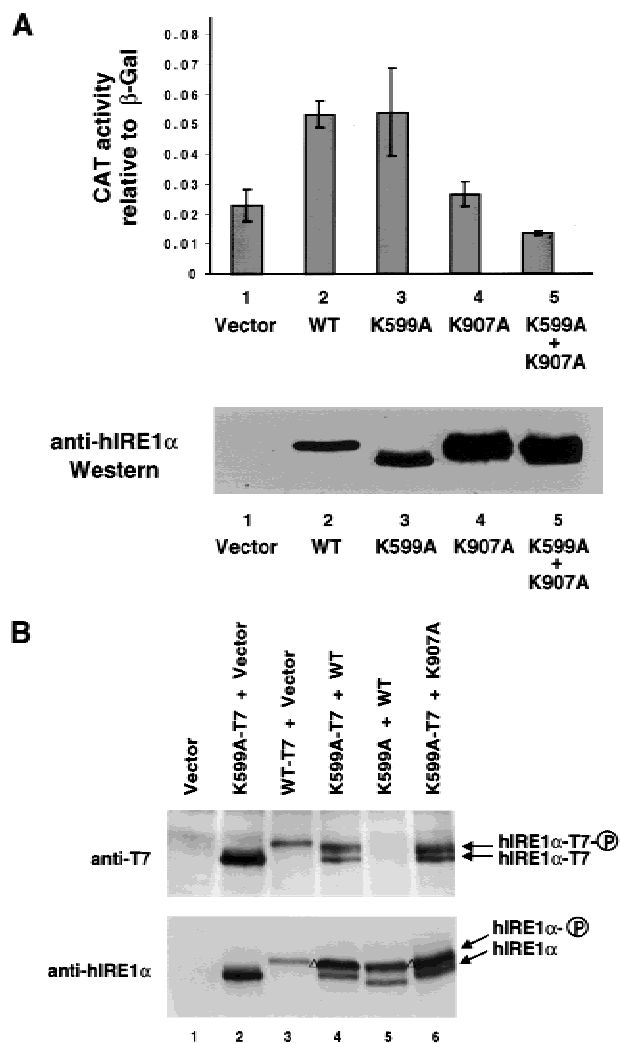 A
CAT activity
relative to β-Gal
0.08
0.07
0.06
0.05
0.04
0.03
0.02
0.01
0
1 2 3 4 5
Vector WT K599A K907A K599A
+
K907A
anti-hIRE1α
Western
1 2 3 4 5
Vector WT K599A K907A K599A
+
K907A
B
Vector
K599A-T7 + Vector
WT-T7 + Vector
K599A-T7 + WT
K599A + WT
K599A-T7 + K907A
anti-T7
hIRE1α-T7-P
hIRE1α-T7
anti-hIRE1α
hIRE1α-P
hIRE1α
1 2 3 4 5 6